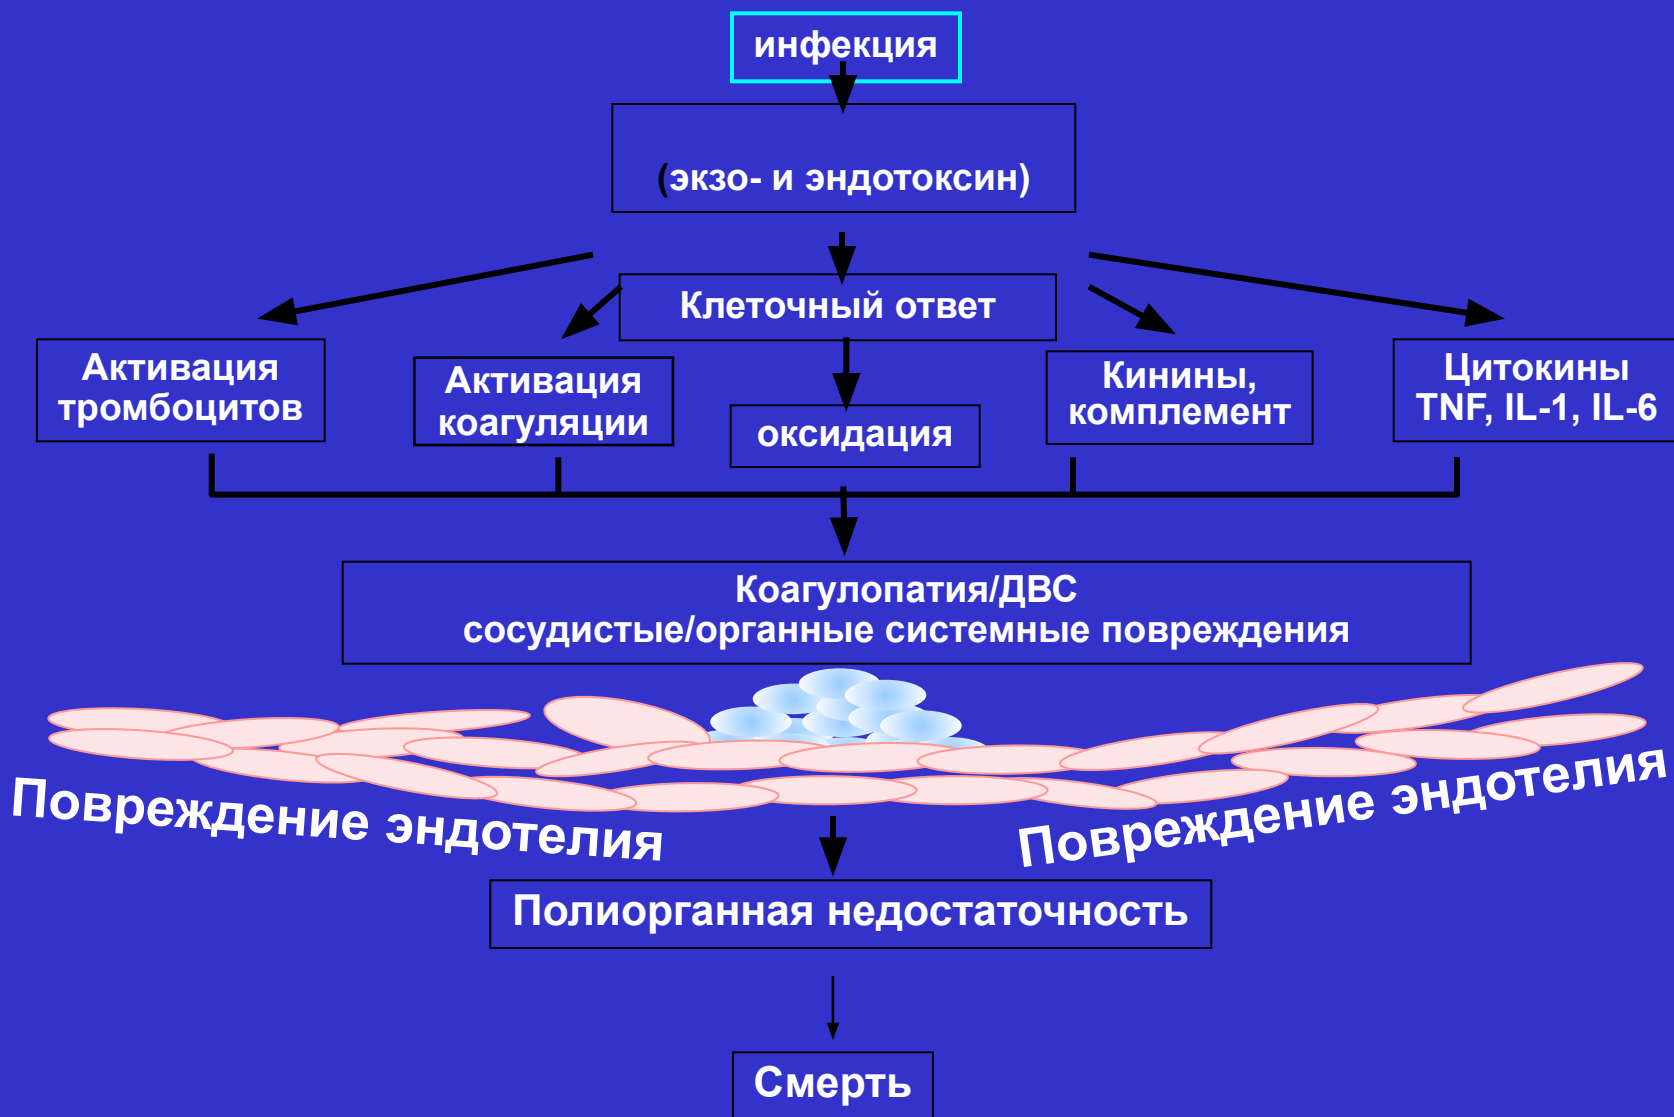 инфекция
(экзо- и эндотоксин)
Клеточный ответ
Активация
тромбоцитов
Активация
коагуляции
оксидация
Кинины,
комплемент
Цитокины
TNF, IL-1, IL-6
Коагулопатия/ДВС
сосудистые/органные системные повреждения
Повреждение эндотелия
Повреждение эндотелия
Полиорганная недостаточность
Смерть